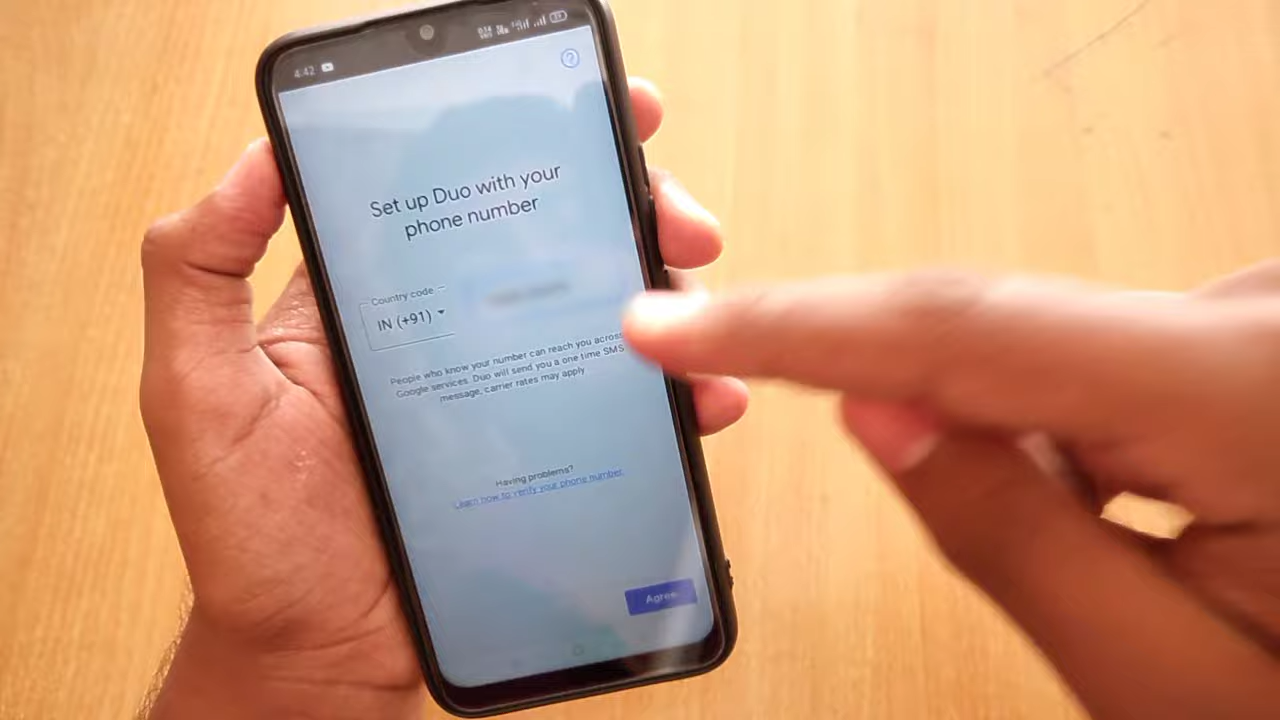 4:42
?
Set up Duo with your
phone number
Country code
IN (+91)
People who know your number can reach you across
Google services. Duo will send you a one time SMS
message, carrier rates may apply
Having problems?
Learn how to verify your phone number
Agree